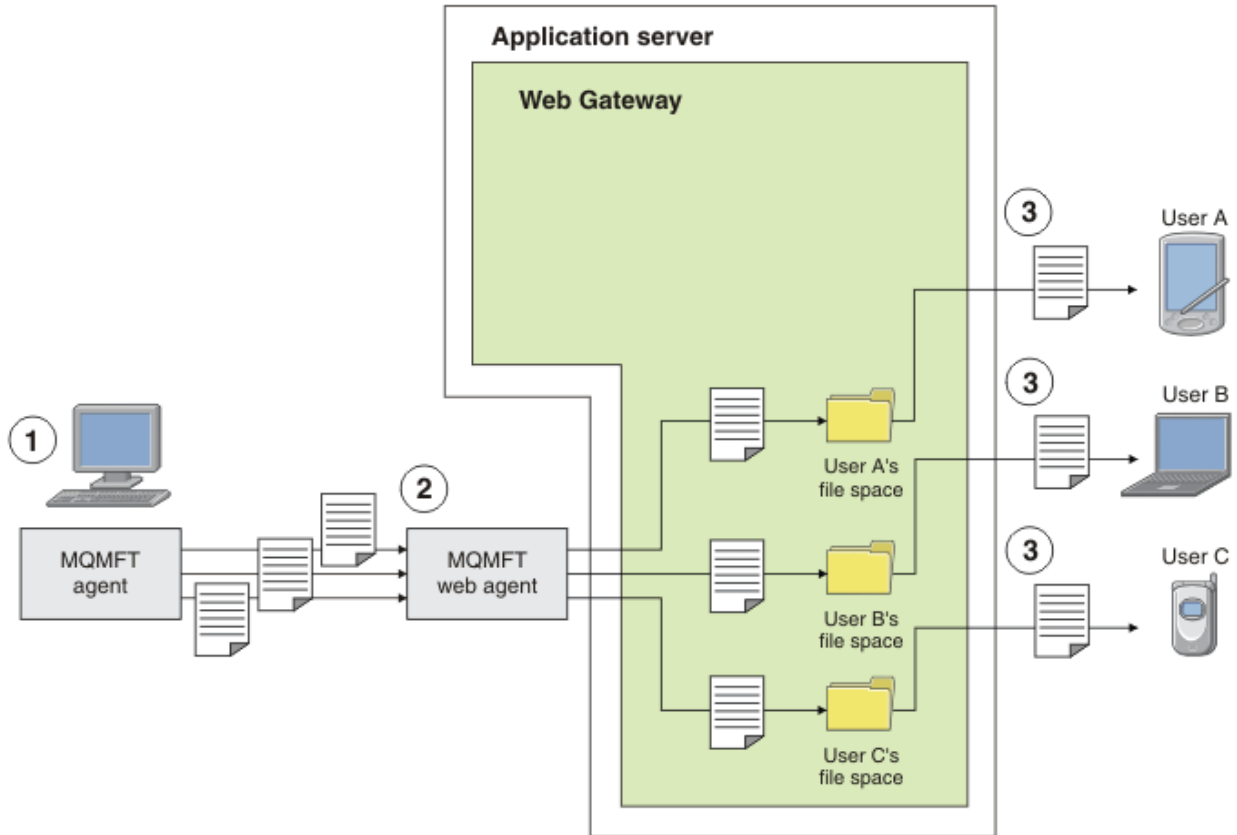 Application server
Web Gateway
3
User A
3
User B
1
2
User A's
file space
MQMFT
agent
MQMFT
web agent
3
User C
User B's
file space
User C's
file space